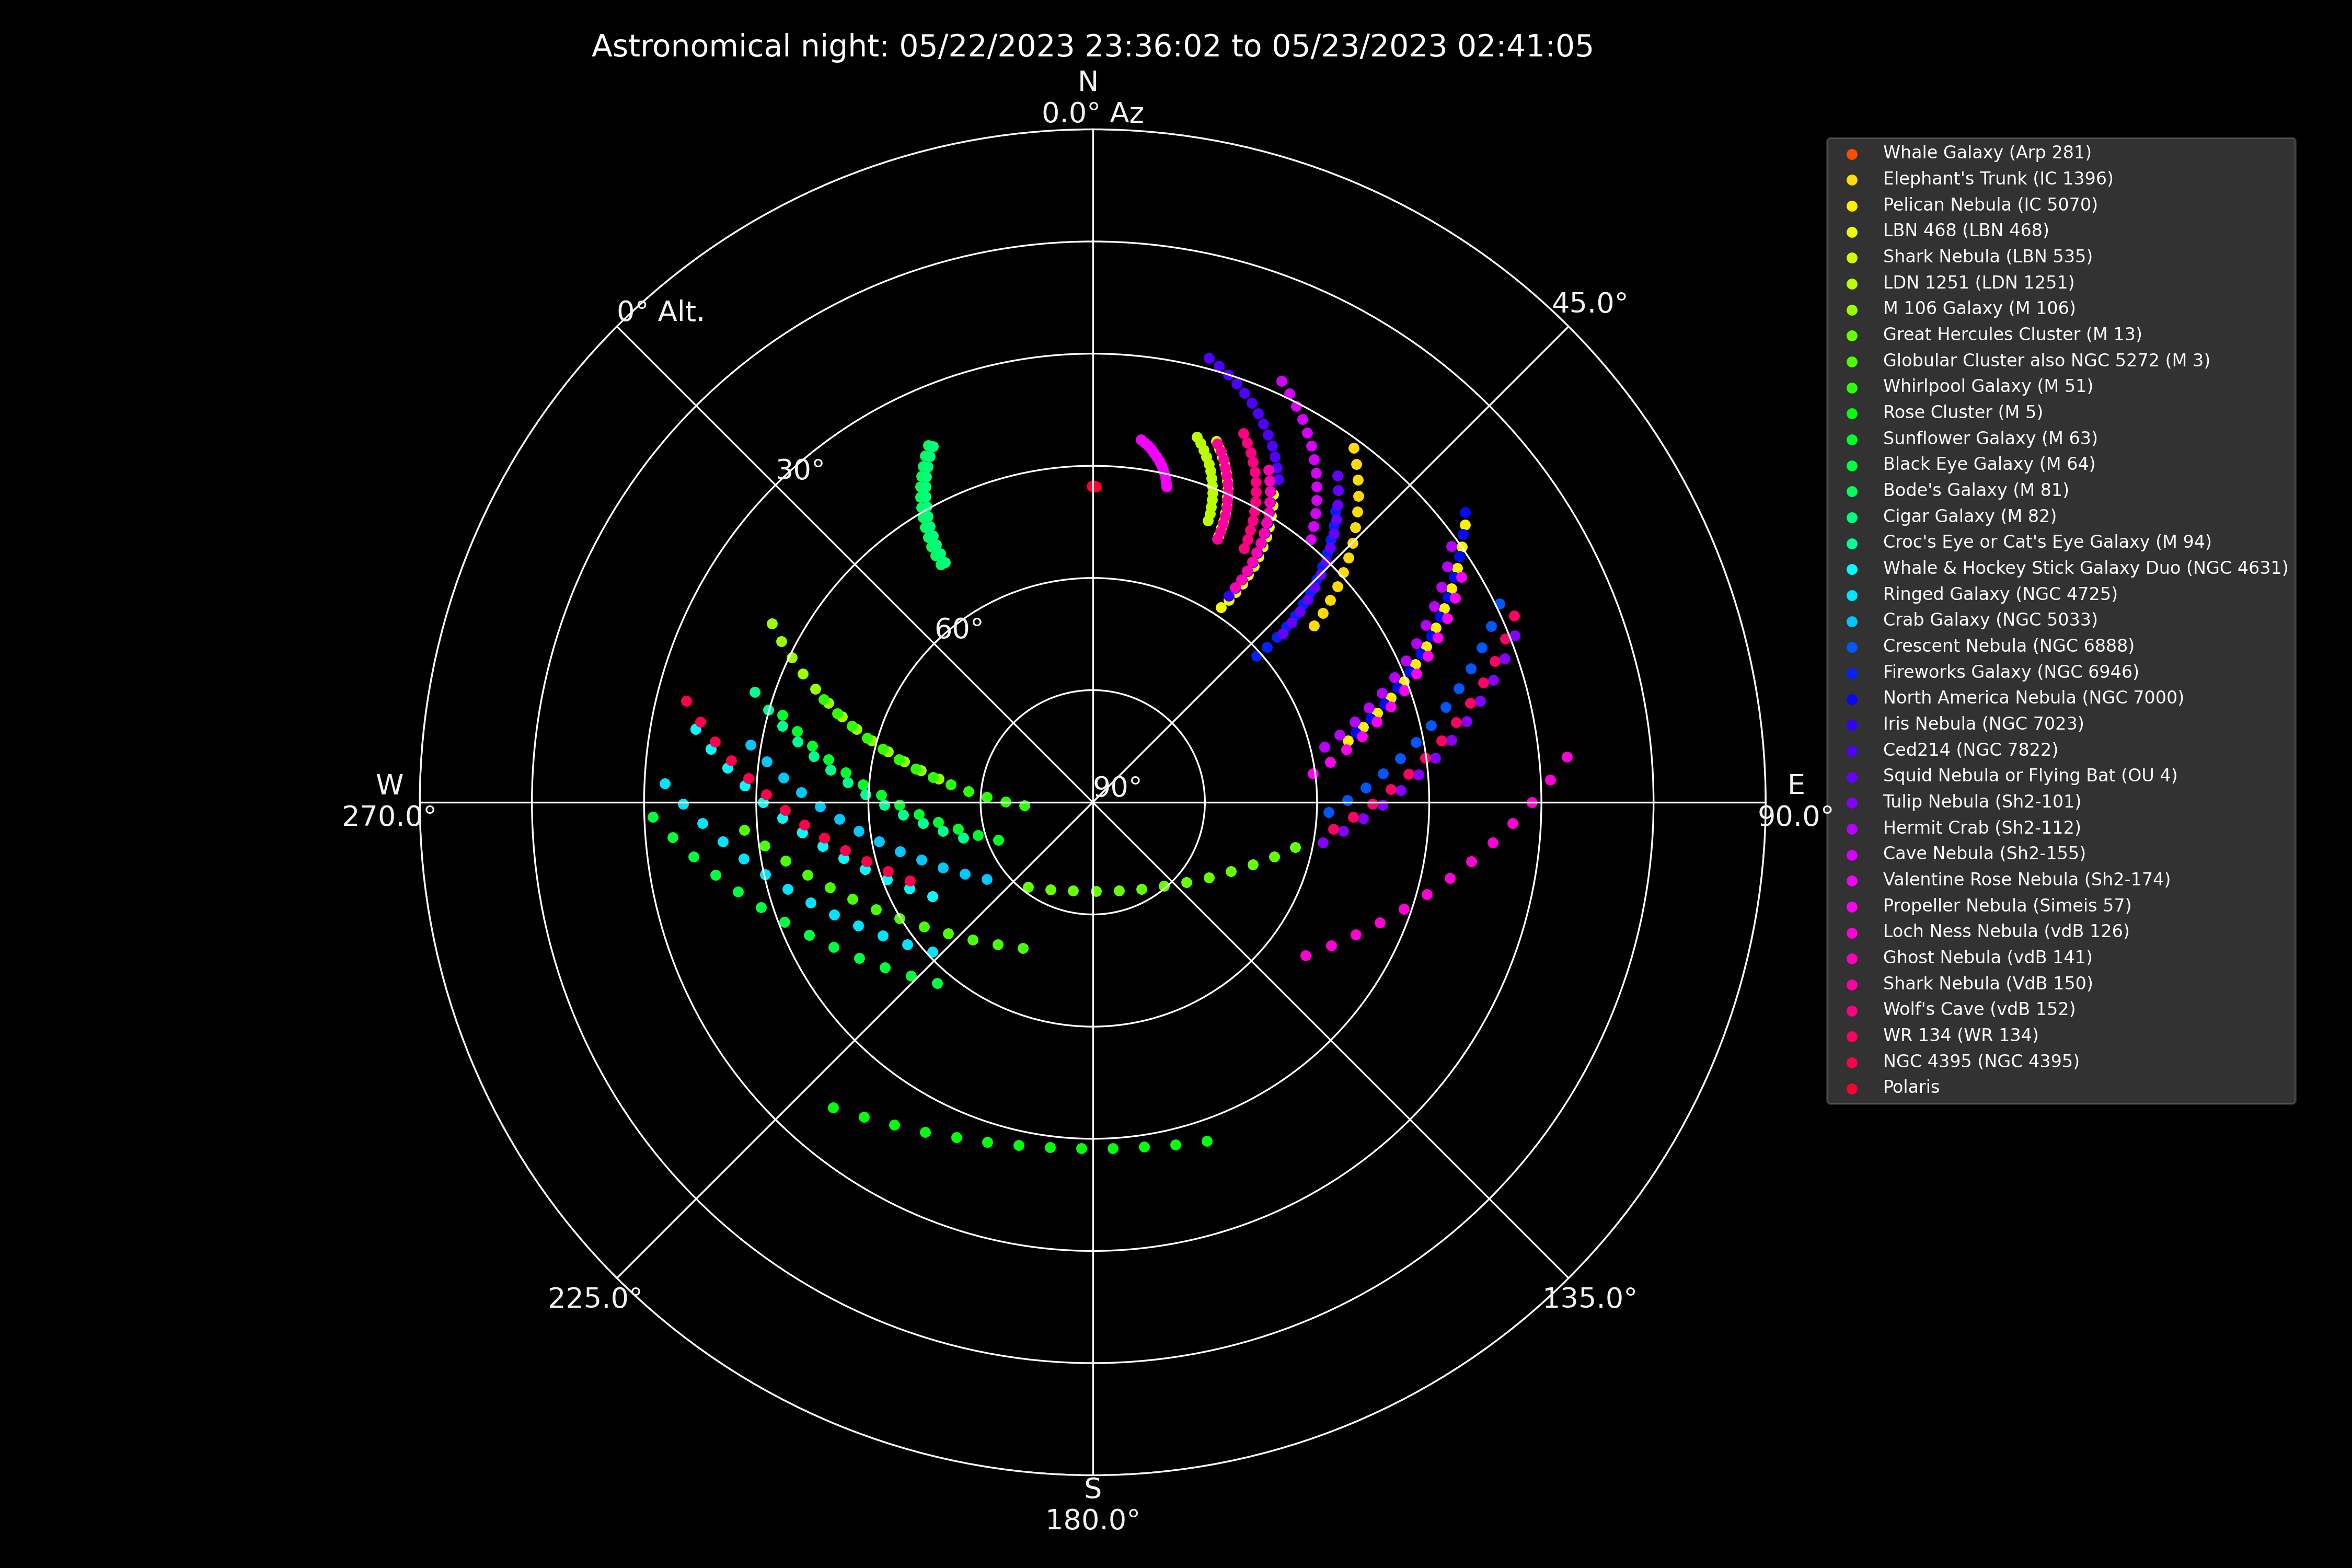 Astronomical night: 05/22/2023 23:36:02 to 05/23/2023 02:41:05
N
0.0° Az
45.0°
0° Alt.
30°
60°
90°
W
270.0°
E
90.0°
225.0°
135.0°
S
180.0°
Whale Galaxy (Arp 281)
Elephant's Trunk (IC 1396)
Pelican Nebula (IC 5070)
LBN 468 (LBN 468)
Shark Nebula (LBN 535)
LDN 1251 (LDN 1251)
M 106 Galaxy (M 106)
Great Hercules Cluster (M 13)
Globular Cluster also NGC 5272 (M 3)
Whirlpool Galaxy (M 51)
Rose Cluster (M 5)
Sunflower Galaxy (M 63)
Black Eye Galaxy (M 64)
Bode's Galaxy (M 81)
Cigar Galaxy (M 82)
Croc's Eye or Cat's Eye Galaxy (M 94)
Whale & Hockey Stick Galaxy Duo (NGC 4631)
Ringed Galaxy (NGC 4725)
Crab Galaxy (NGC 5033)
Crescent Nebula (NGC 6888)
Fireworks Galaxy (NGC 6946)
North America Nebula (NGC 7000)
Iris Nebula (NGC 7023)
Ced214 (NGC 7822)
Squid Nebula or Flying Bat (OU 4)
Tulip Nebula (Sh2-101)
Hermit Crab (Sh2-112)
Cave Nebula (Sh2-155)
Valentine Rose Nebula (Sh2-174)
Propeller Nebula (Simeis 57)
Loch Ness Nebula (vdB 126)
Ghost Nebula (vdB 141)
Shark Nebula (VdB 150)
Wolf's Cave (vdB 152)
WR 134 (WR 134)
NGC 4395 (NGC 4395)
Polaris